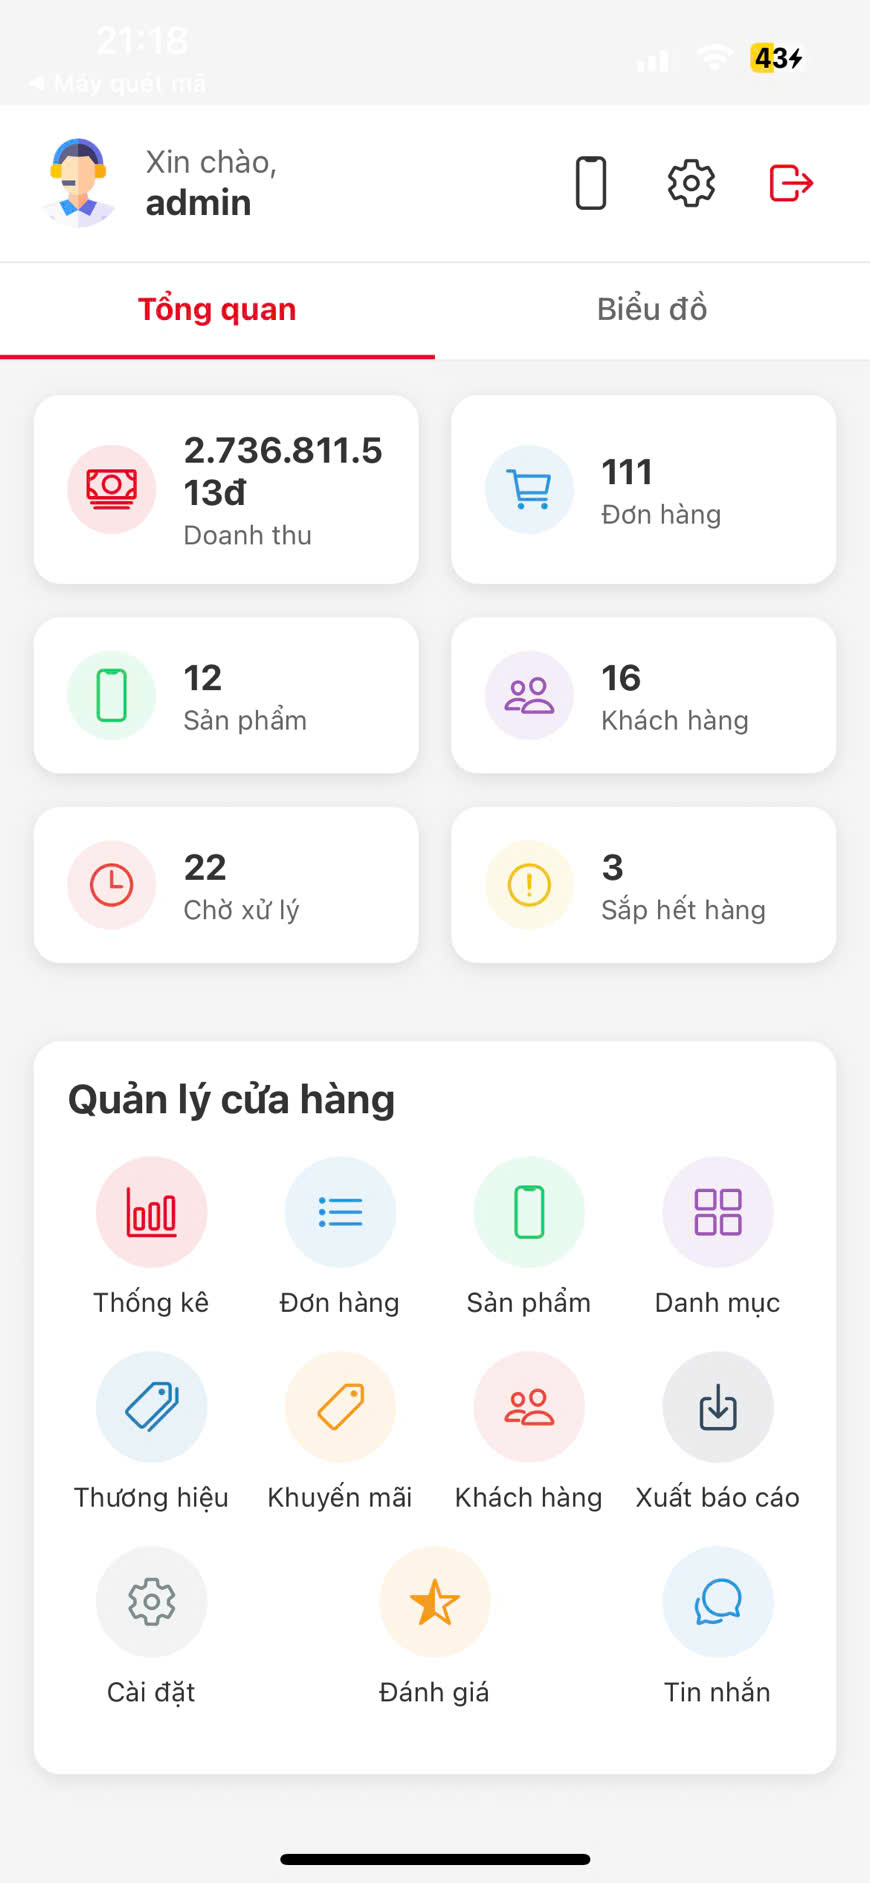 21:18
◀ Máy quét mã
43
Xin chào,
admin
Tổng quan
Biểu đồ
2.736.811.5
13đ
Doanh thu
111
Đơn hàng
12
Sản phẩm
16
Khách hàng
22
Chờ xử lý
3
Sắp hết hàng
Quản lý cửa hàng
Thống kê
Đơn hàng
Sản phẩm
Danh mục
Thương hiệu
Khuyến mãi
Khách hàng
Xuất báo cáo
Cài đặt
Đánh giá
Tin nhắn